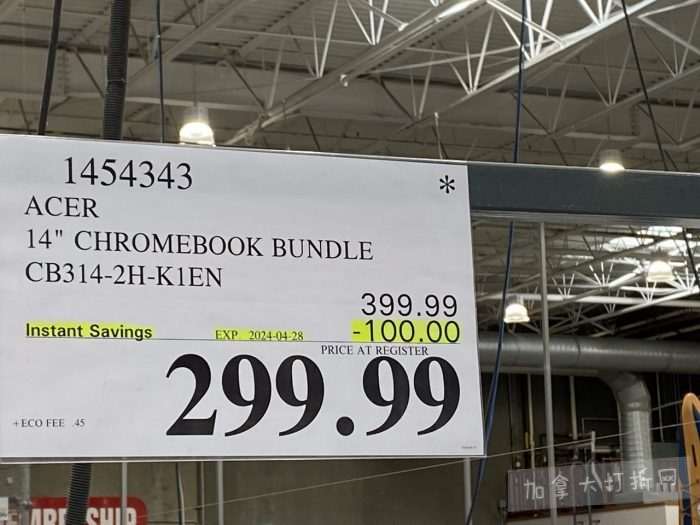 1454343 *
ACER
14" CHROMEBOOK BUNDLE
CB314-2H-K1EN
399.99
Instant Savings EXP. 2024-04-28 -100.00
PRICE AT REGISTER
299.99
+ECO FEE .45
加拿大打折网